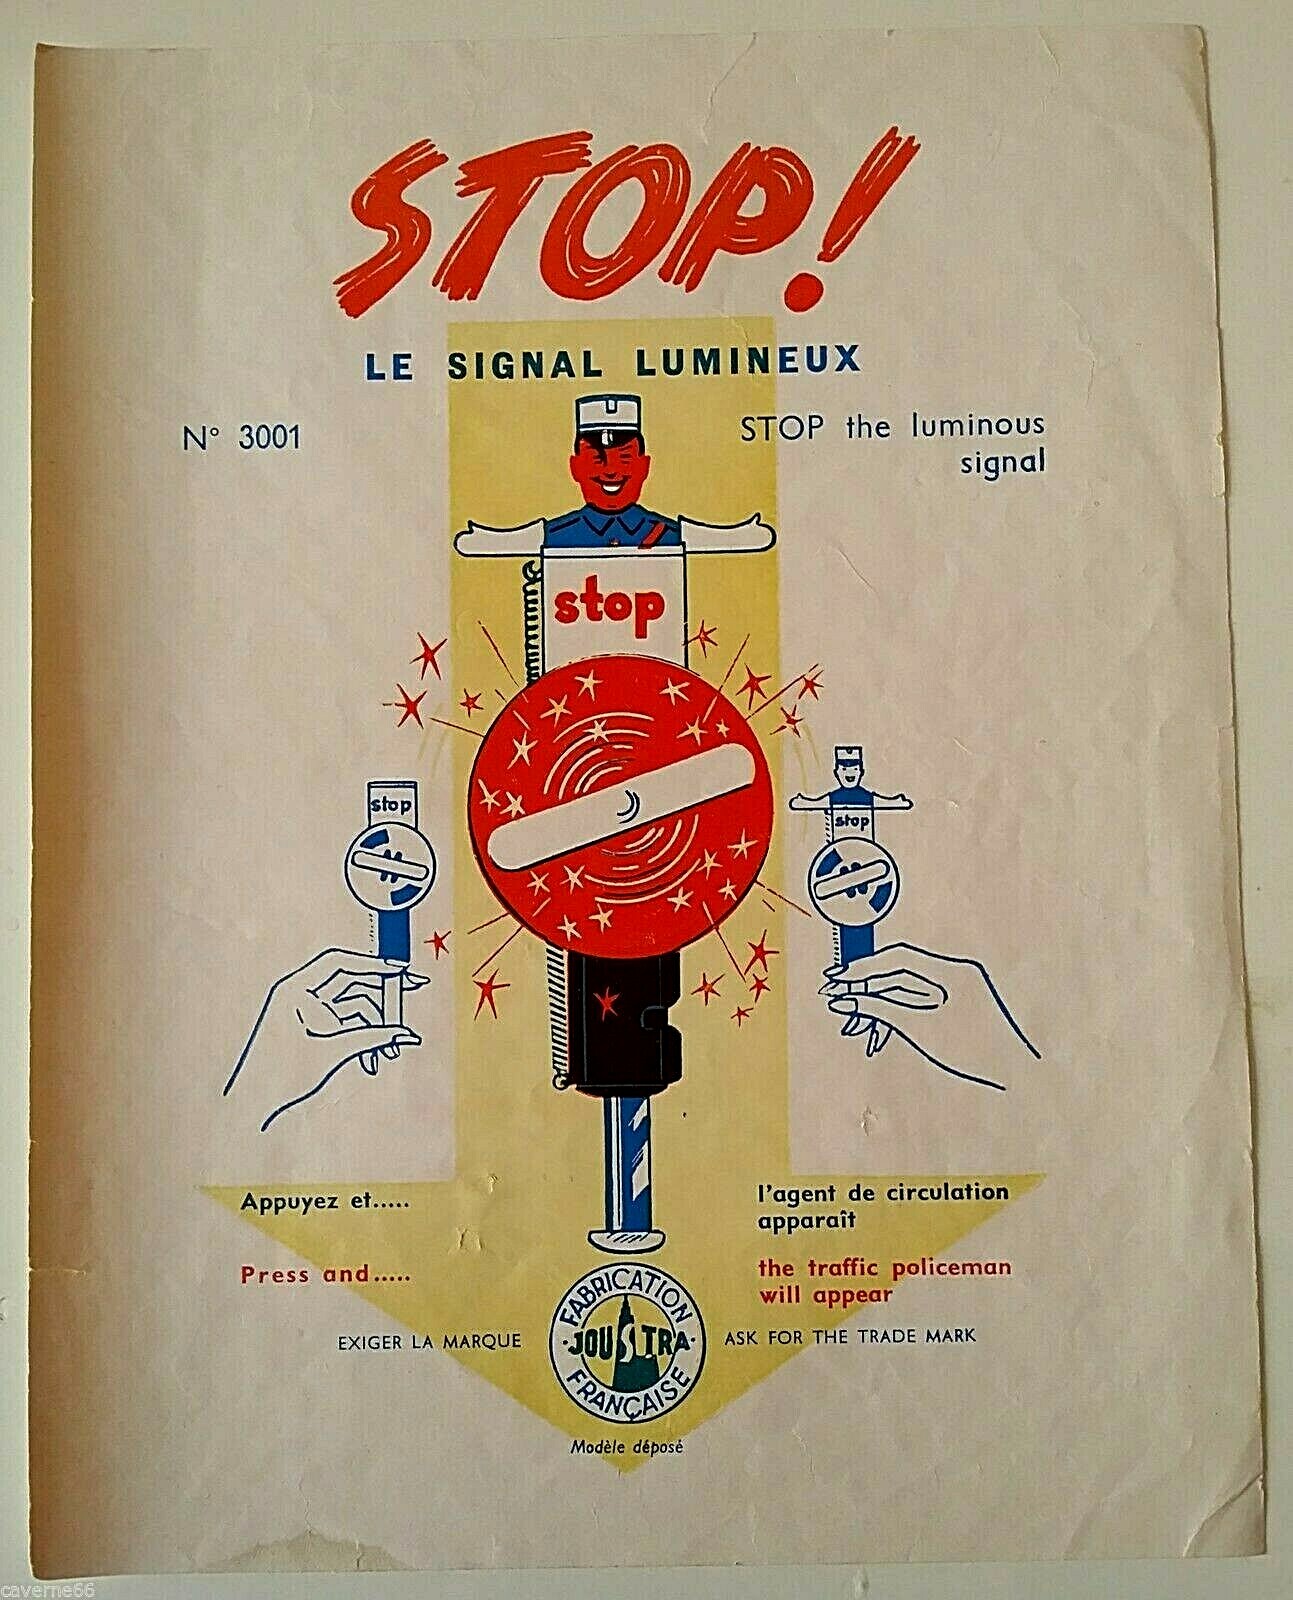 STOP!
LE SIGNAL LUMINEUX
N° 3001
STOP the luminous
signal
stop
stop
stop
Appuyez et.....
l'agent de circulation
apparaît
Press and.....
the traffic policeman
will appear
EXIGER LA MARQUE
FABRICATION
·JOUSTRA·
FRANÇAISE
ASK FOR THE TRADE MARK
Modèle déposé
caverne66